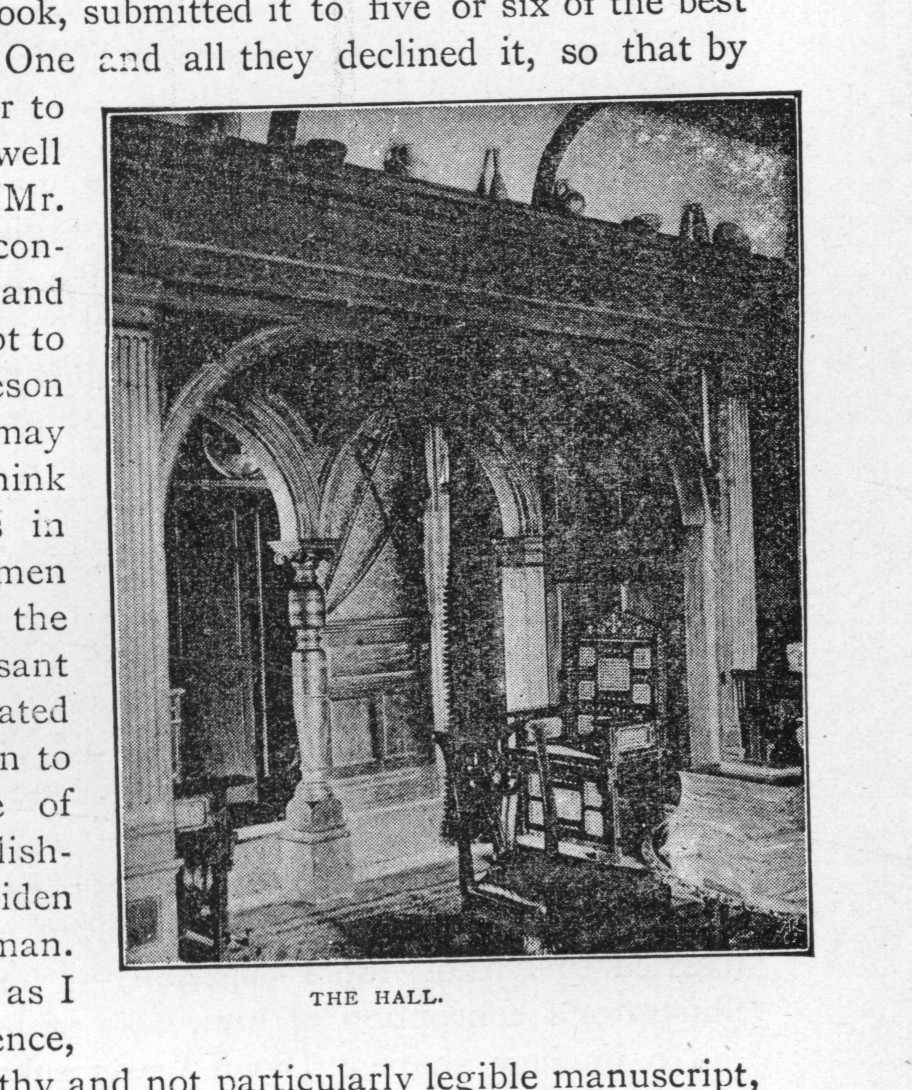 ook, submitted it to five or six of the best
One and all they declined it, so that by
r to
well
Mr.
con-
and
ot to
eson
may
hink
s in
men
the
sant
ated
n to
e of
lish-
iden
man.
as I
ence,
thy and not particularly legible manuscript,
THE HALL.